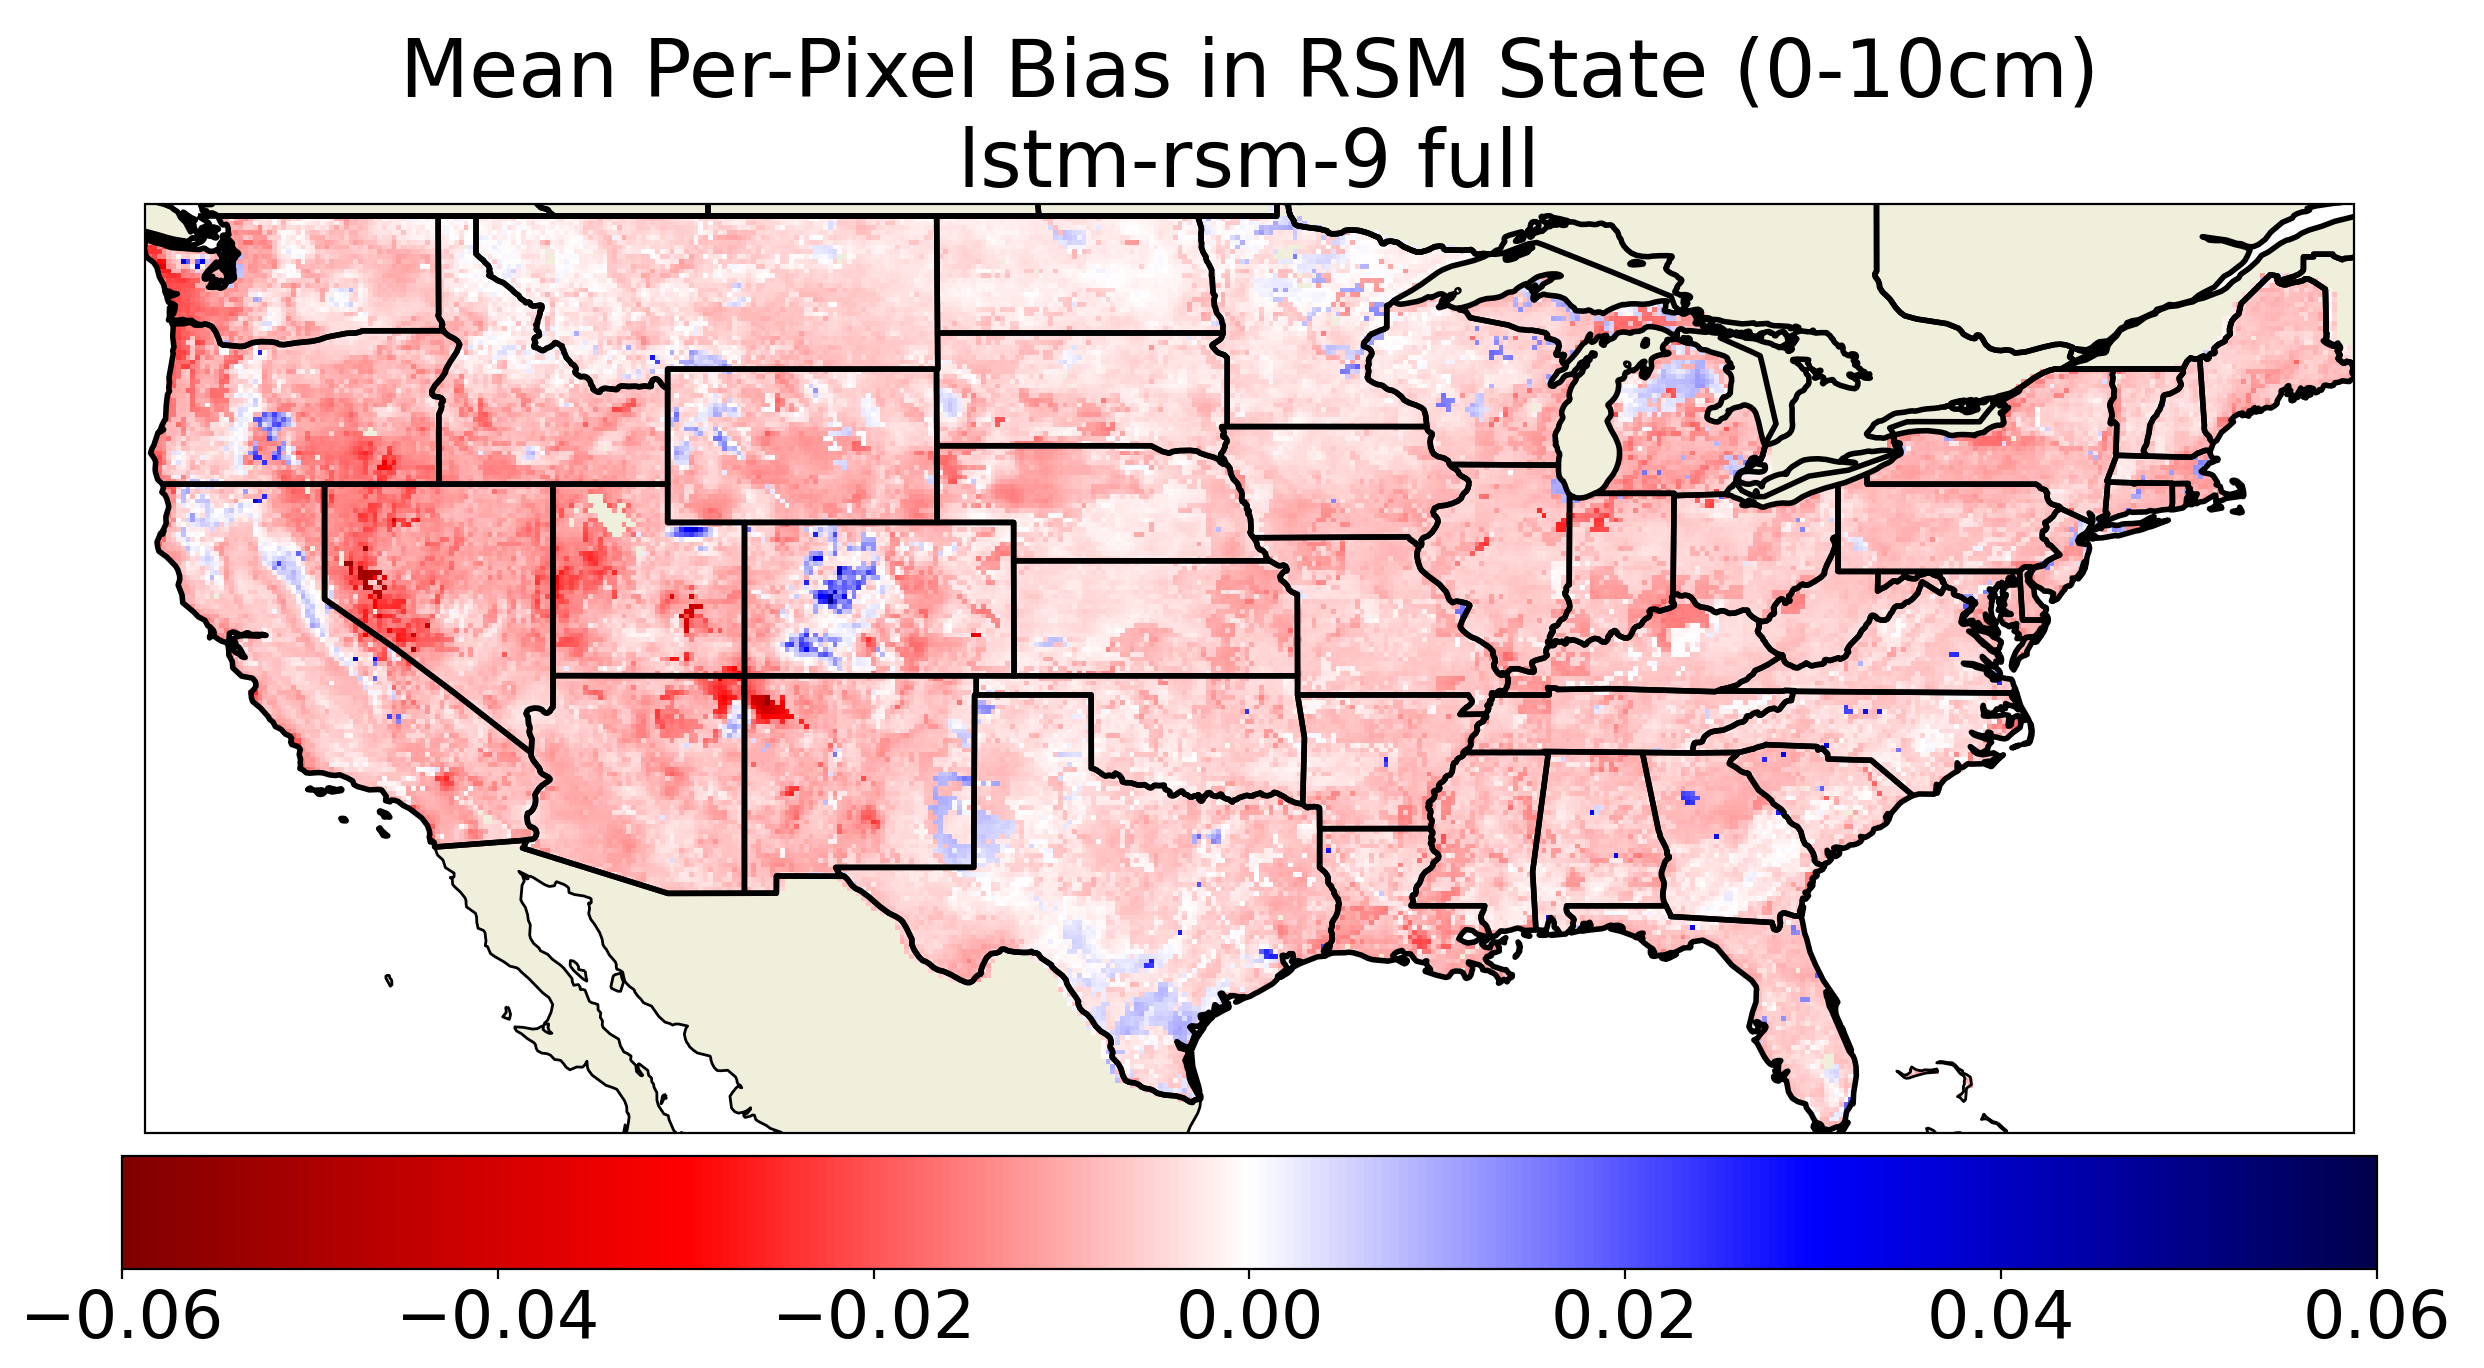 Mean Per-Pixel Bias in RSM State (0-10cm)
lstm-rsm-9 full
−0.06 −0.04 −0.02 0.00 0.02 0.04 0.06